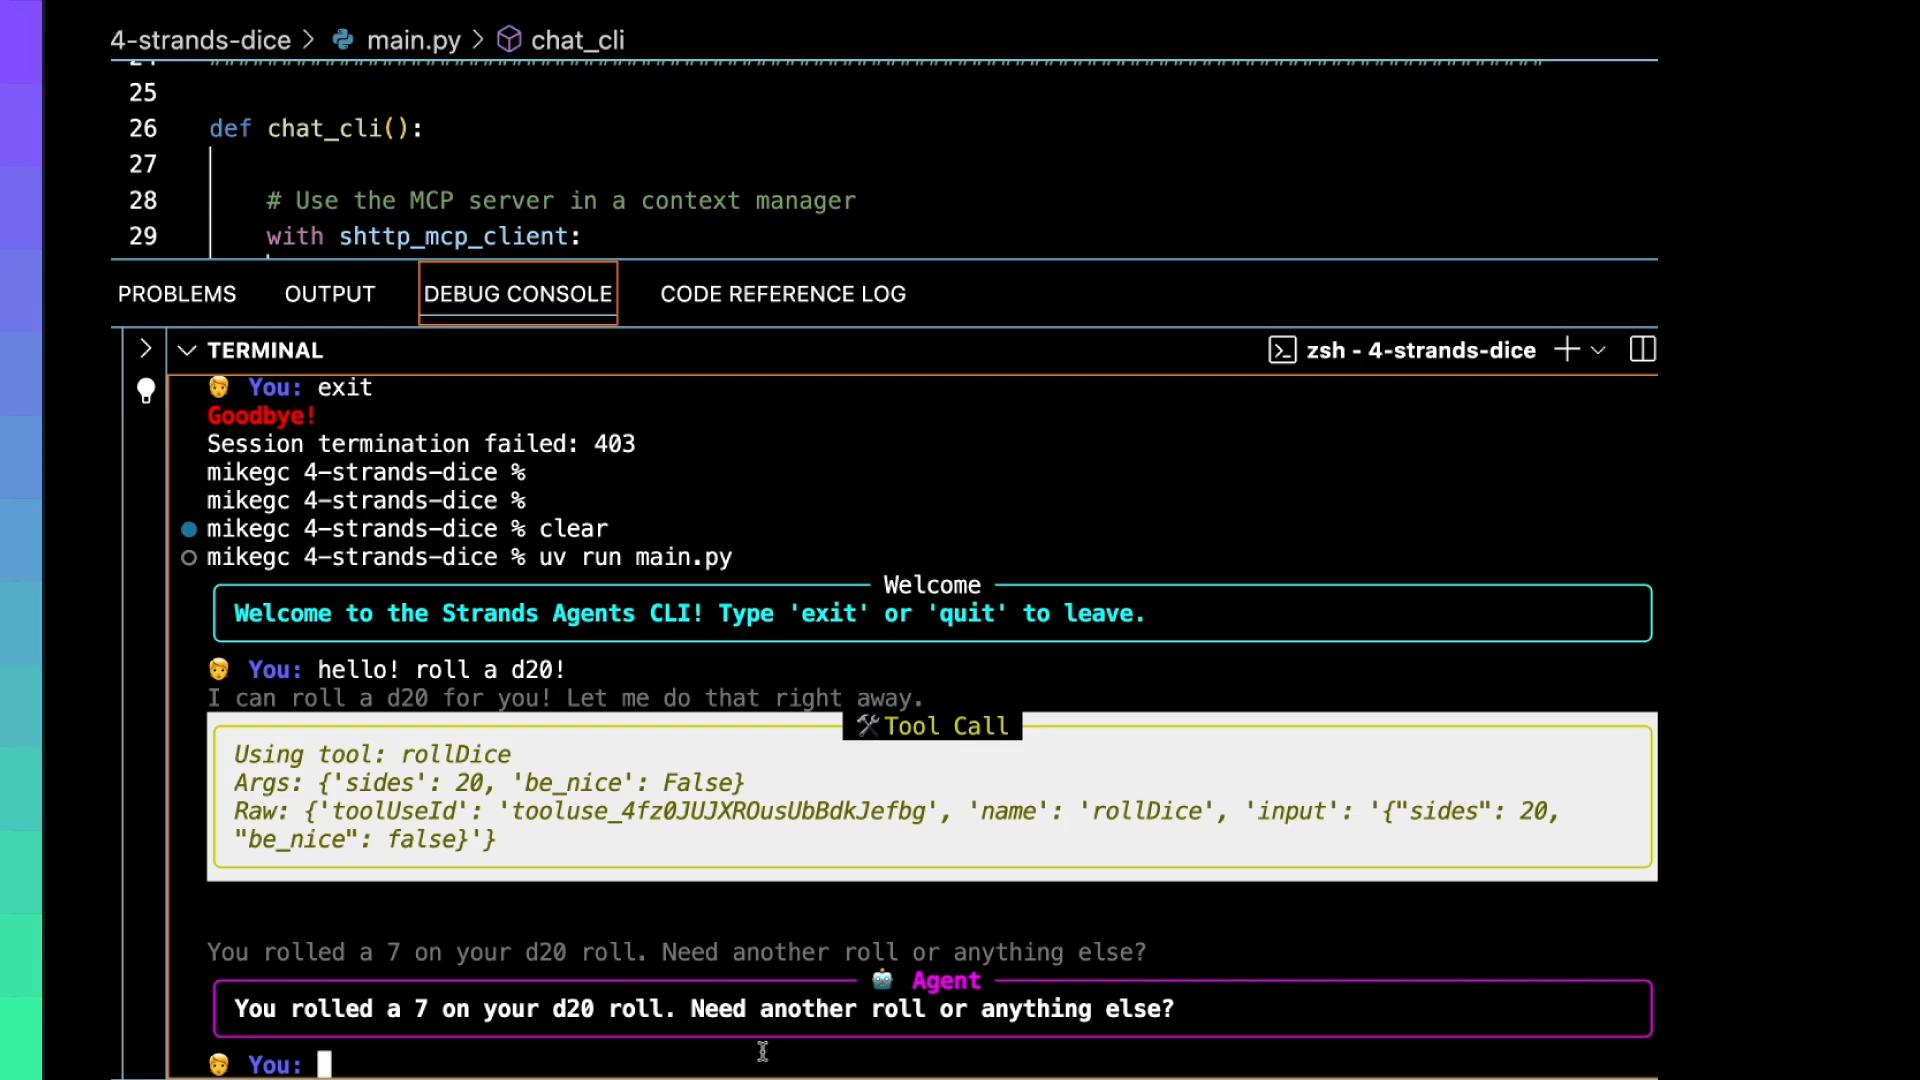 4-strands-dice > main.py > chat_cli
24 ####
25
26 def chat_cli():
27
28 # Use the MCP server in a context manager
29 with shttp_mcp_client:
PROBLEMS OUTPUT DEBUG CONSOLE CODE REFERENCE LOG
TERMINAL zsh - 4-strands-dice
You: exit
Goodbye!
Session termination failed: 403
mikegc 4-strands-dice %
mikegc 4-strands-dice %
mikegc 4-strands-dice % clear
mikegc 4-strands-dice % uv run main.py
Welcome
Welcome to the Strands Agents CLI! Type 'exit' or 'quit' to leave.
You: hello! roll a d20!
I can roll a d20 for you! Let me do that right away.
Tool Call
Using tool: rollDice
Args: {'sides': 20, 'be_nice': False}
Raw: {'toolUseId': 'tooluse_4fz0JUJXROusUbBdkJefbg', 'name': 'rollDice', 'input': '{"sides": 20,
"be_nice": false}'}
You rolled a 7 on your d20 roll. Need another roll or anything else?
Agent
You rolled a 7 on your d20 roll. Need another roll or anything else?
You: